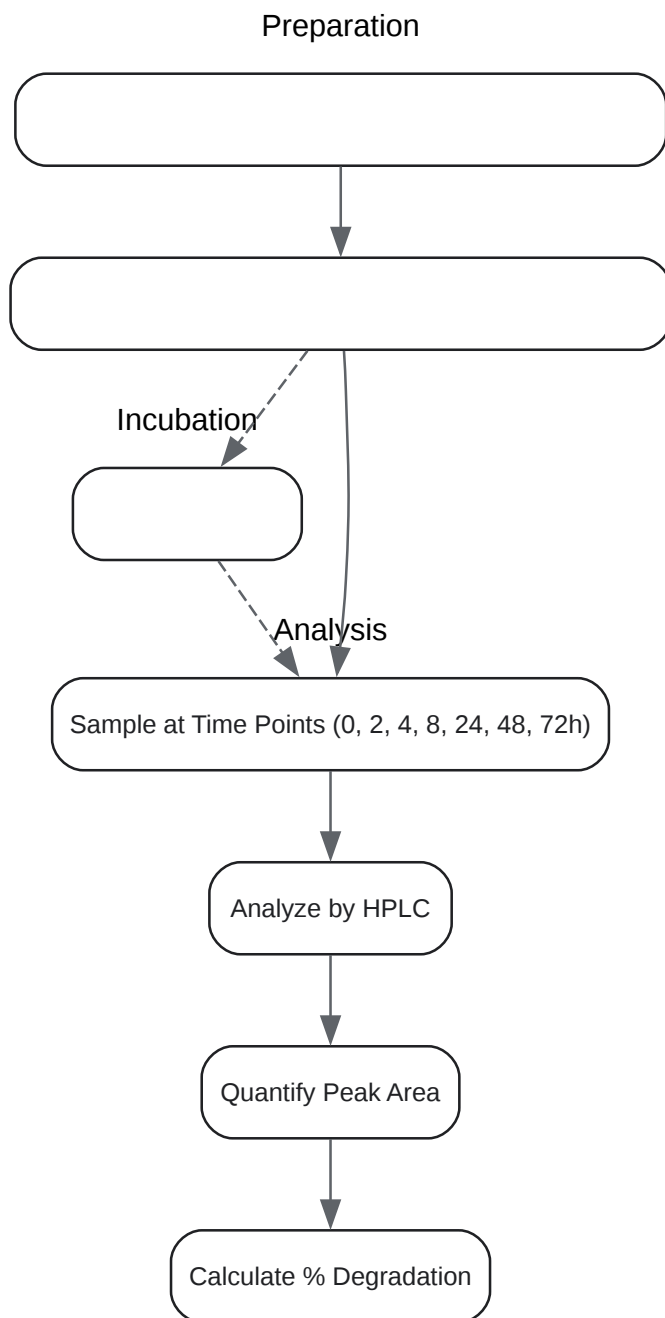 Preparation
Incubation
Analysis
Sample at Time Points (0, 2, 4, 8, 24, 48, 72h)
Analyze by HPLC
Quantify Peak Area
Calculate % Degradation